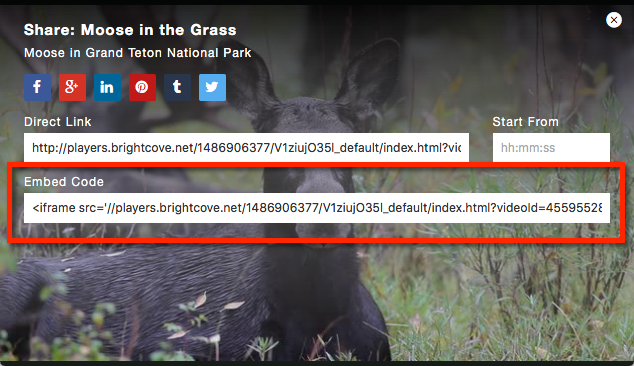 Share: Moose in the Grass
Moose in Grand Teton National Park
f g+ in t
Direct Link Start From
http://players.brightcove.net/1486906377/V1ziujO35l_default/index.html?vi hh:mm:ss
Embed Code
<iframe src='//players.brightcove.net/1486906377/V1ziujO35l_default/index.html?videoId=45595528